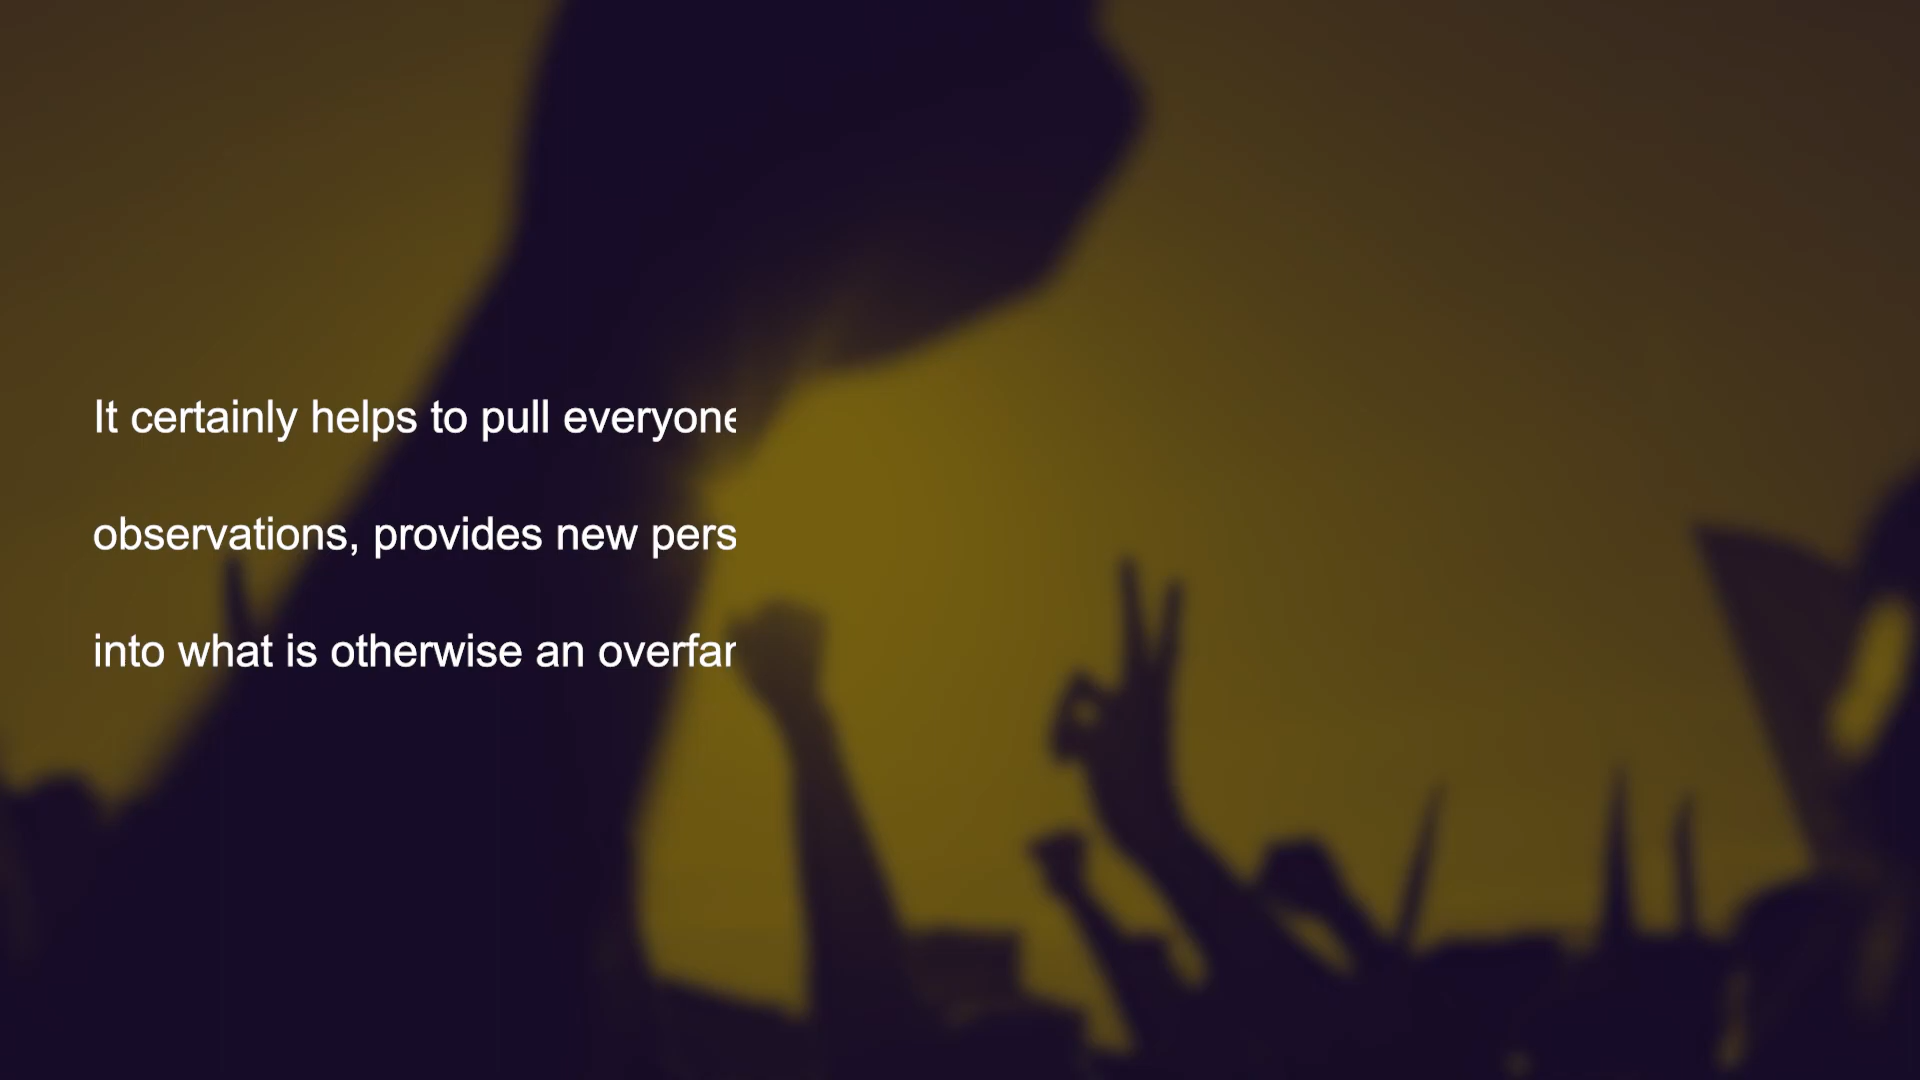 It certainly helps to pull everyone
observations, provides new pers
into what is otherwise an overfar